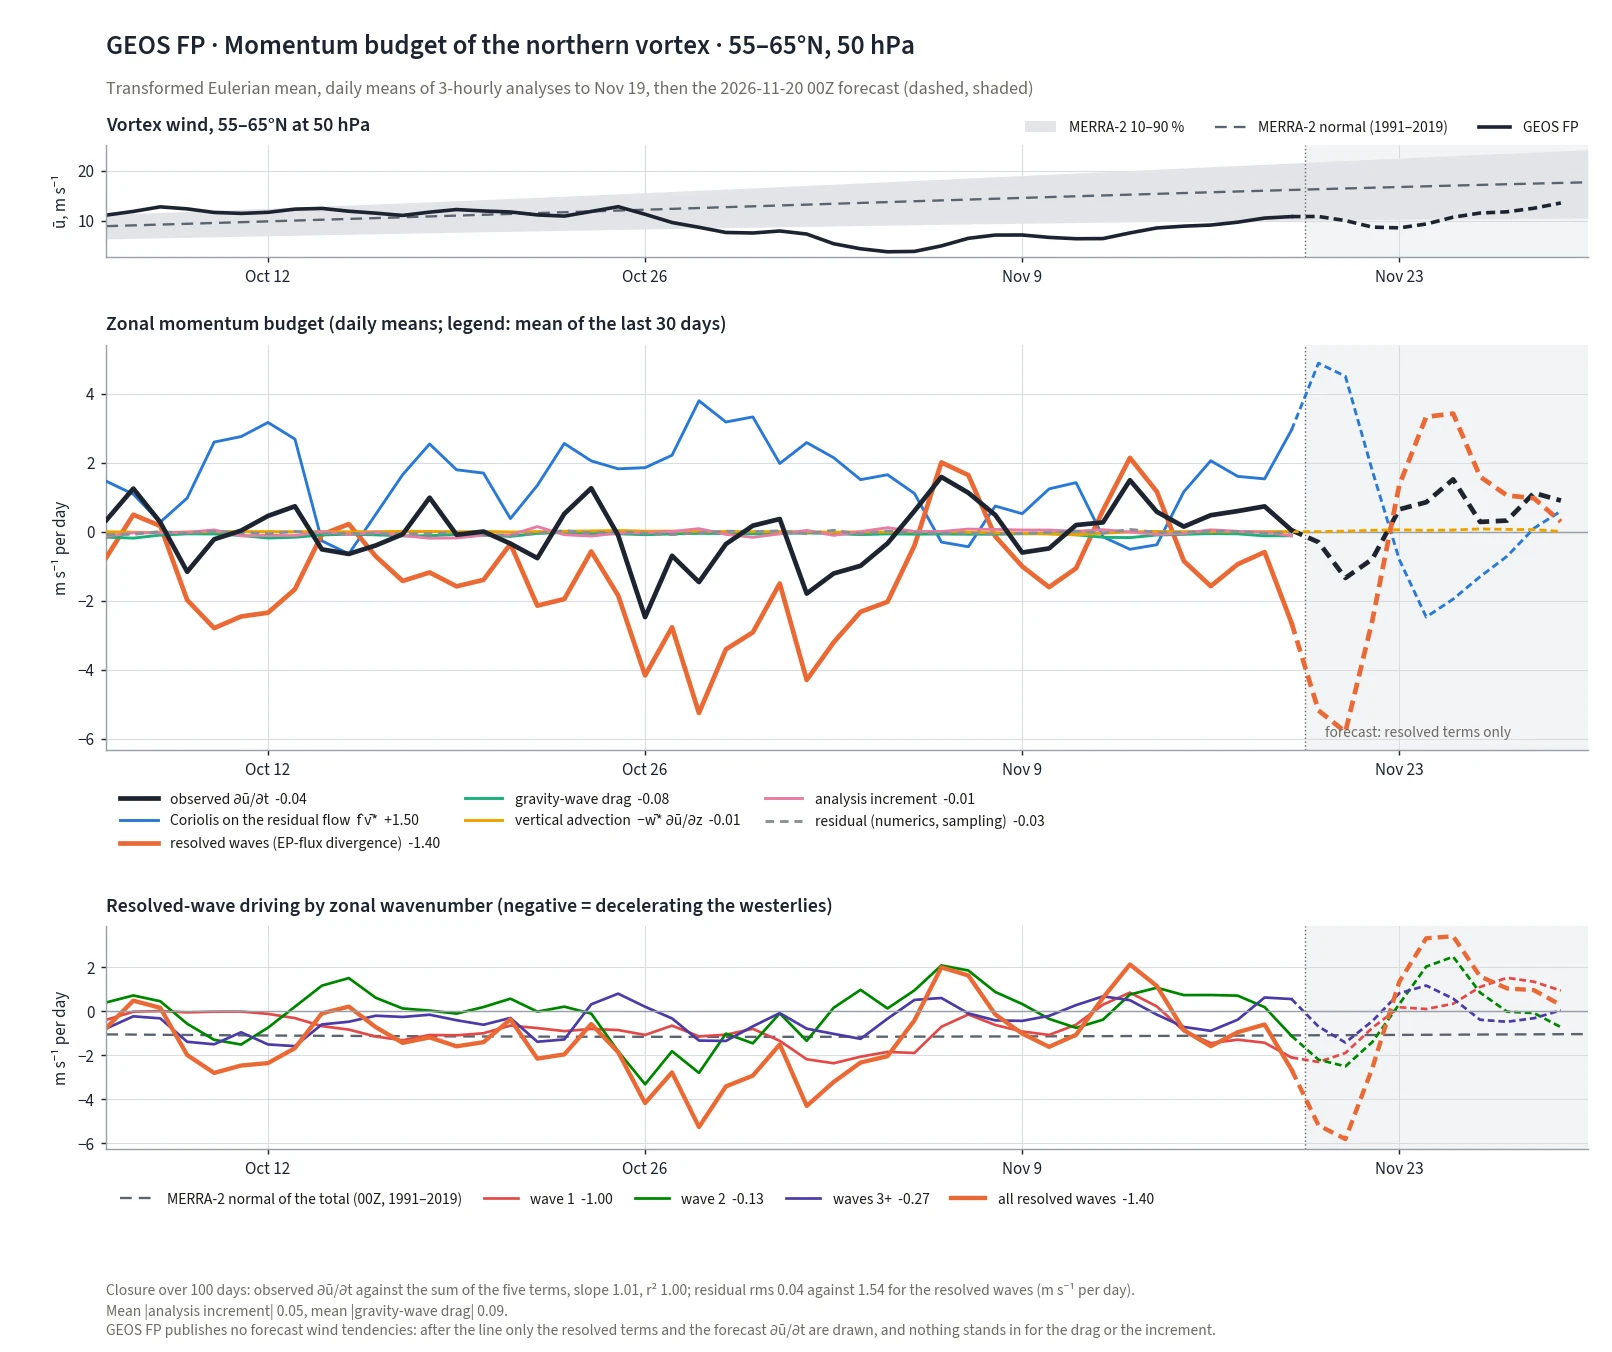 GEOS FP · Momentum budget of the northern vortex · 55–65°N, 50 hPa
Transformed Eulerian mean, daily means of 3-hourly analyses to Nov 19, then the 2026-11-20 00Z forecast (dashed, shaded)
Vortex wind, 55–65°N at 50 hPa
MERRA-2 10–90 %
MERRA-2 normal (1991–2019)
GEOS FP
ū, m s⁻¹
20
10
Oct 12
Oct 26
Nov 9
Nov 23
Zonal momentum budget (daily means; legend: mean of the last 30 days)
m s⁻¹ per day
4
2
0
−2
−4
−6
forecast: resolved terms only
Oct 12
Oct 26
Nov 9
Nov 23
observed ∂ū/∂t -0.04
gravity-wave drag -0.08
analysis increment -0.01
Coriolis on the residual flow f v̄* +1.50
vertical advection −w̄* ∂ū/∂z -0.01
residual (numerics, sampling) -0.03
resolved waves (EP-flux divergence) -1.40
Resolved-wave driving by zonal wavenumber (negative = decelerating the westerlies)
m s⁻¹ per day
2
0
−2
−4
−6
Oct 12
Oct 26
Nov 9
Nov 23
MERRA-2 normal of the total (00Z, 1991–2019)
wave 1 -1.00
wave 2 -0.13
waves 3+ -0.27
all resolved waves -1.40
Closure over 100 days: observed ∂ū/∂t against the sum of the five terms, slope 1.01, r² 1.00; residual rms 0.04 against 1.54 for the resolved waves (m s⁻¹ per day).
Mean |analysis increment| 0.05, mean |gravity-wave drag| 0.09.
GEOS FP publishes no forecast wind tendencies: after the line only the resolved terms and the forecast ∂ū/∂t are drawn, and nothing stands in for the drag or the increment.